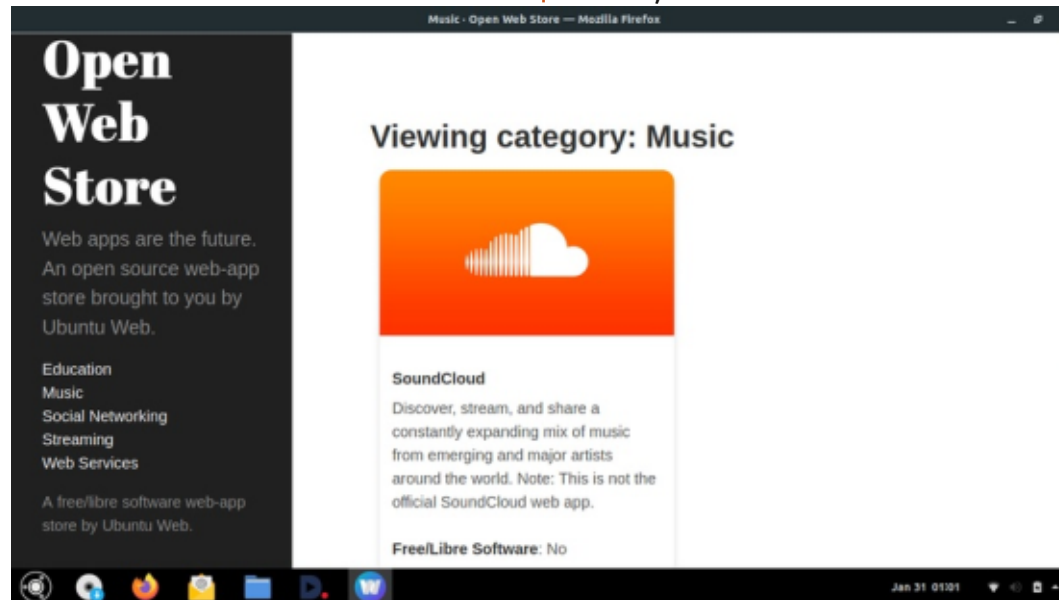 Music · Open Web Store — Mozilla Firefox
Open
Web
Store
Web apps are the future.
An open source web-app
store brought to you by
Ubuntu Web.
Education
Music
Social Networking
Streaming
Web Services
A free/libre software web-app
store by Ubuntu Web.
Viewing category: Music
SoundCloud
Discover, stream, and share a
constantly expanding mix of music
from emerging and major artists
around the world. Note: This is not the
official SoundCloud web app.
Free/Libre Software: No
Jan 31 01:01